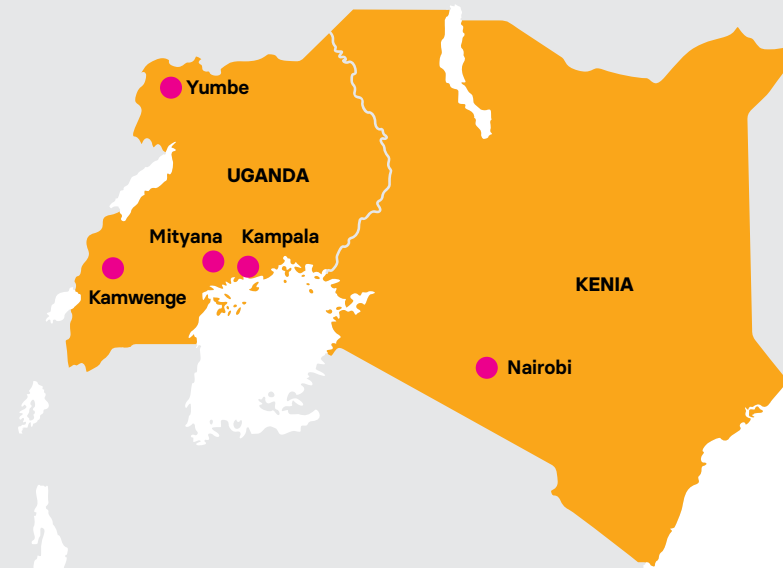 Yumbe
UGANDA
Mityana
Kampala
Kamwenge
KENIA
Nairobi